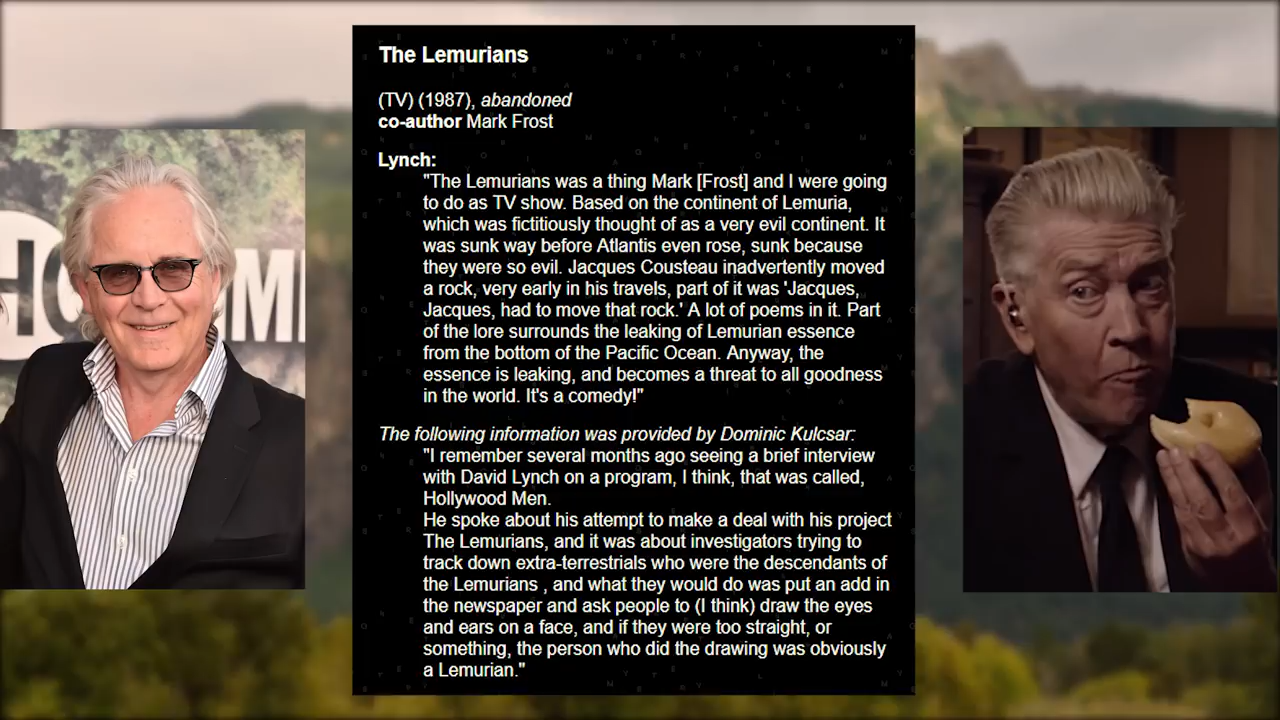 The Lemurians
(TV) (1987), abandoned
co-author Mark Frost
Lynch:
"The Lemurians was a thing Mark [Frost] and I were going
to do as TV show. Based on the continent of Lemuria,
which was fictitiously thought of as a very evil continent. It
was sunk way before Atlantis even rose, sunk because
they were so evil. Jacques Cousteau inadvertently moved
a rock, very early in his travels, part of it was 'Jacques,
Jacques, had to move that rock.' A lot of poems in it. Part
of the lore surrounds the leaking of Lemurian essence
from the bottom of the Pacific Ocean. Anyway, the
essence is leaking, and becomes a threat to all goodness
in the world. It's a comedy!"
The following information was provided by Dominic Kulcsar:
"I remember several months ago seeing a brief interview
with David Lynch on a program, I think, that was called,
Hollywood Men.
He spoke about his attempt to make a deal with his project
The Lemurians, and it was about investigators trying to
track down extra-terrestrials who were the descendants of
the Lemurians , and what they would do was put an add in
the newspaper and ask people to (I think) draw the eyes
and ears on a face, and if they were too straight, or
something, the person who did the drawing was obviously
a Lemurian."